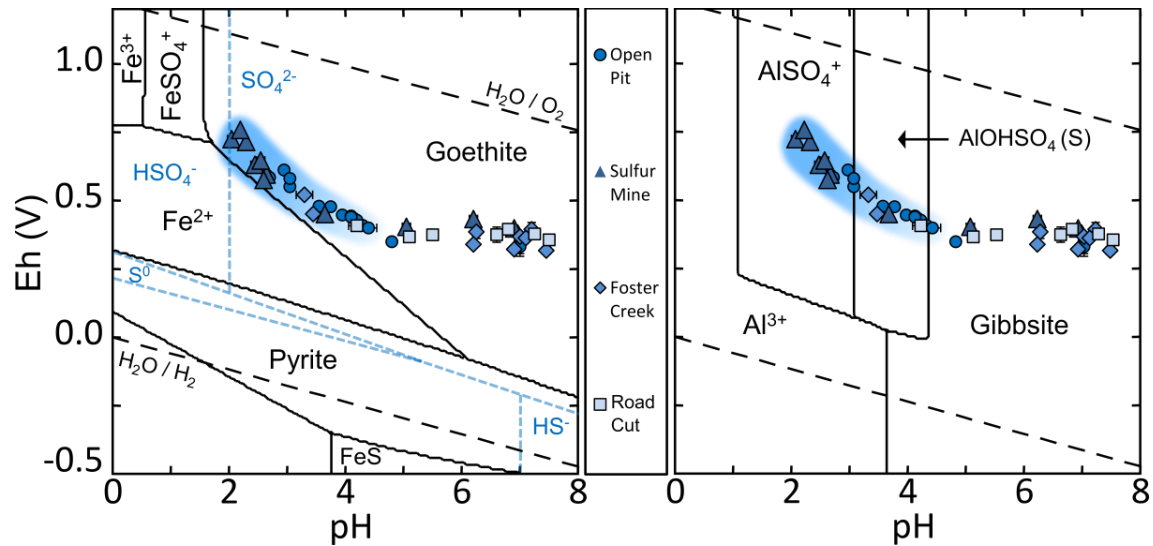 1.0
0.5
0.0
-0.5
Eh (V)
Fe³⁺
FeSO₄⁺
SO₄²⁻
H₂O / O₂
Goethite
HSO₄⁻
Fe²⁺
S⁰
Pyrite
H₂O / H₂
FeS
HS⁻
0 2 4 6 8
pH
Open
Pit
Sulfur
Mine
Foster
Creek
Road
Cut
AlSO₄⁺
AlOHSO₄ (S)
Al³⁺
Gibbsite
0 2 4 6 8
pH